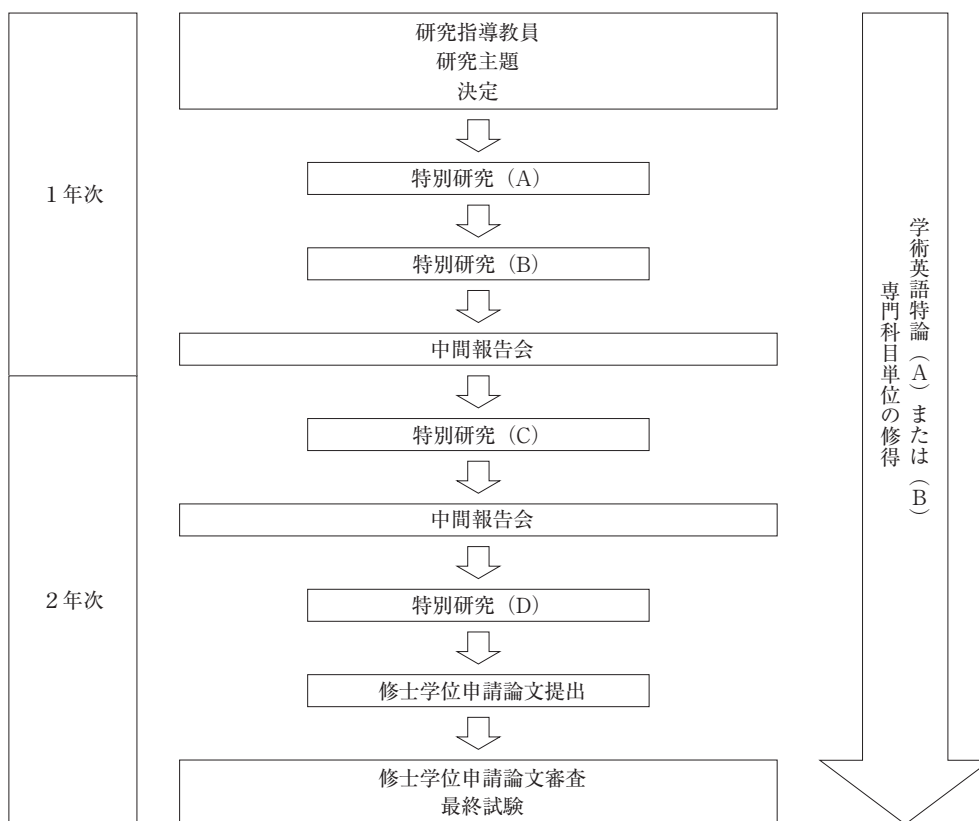 1年次
研究指導教員
研究主題
決定
特別研究（A）
特別研究（B）
中間報告会
2年次
特別研究（C）
中間報告会
特別研究（D）
修士学位申請論文提出
修士学位申請論文審査
最終試験
学術英語特論（A）または（B）
専門科目単位の修得